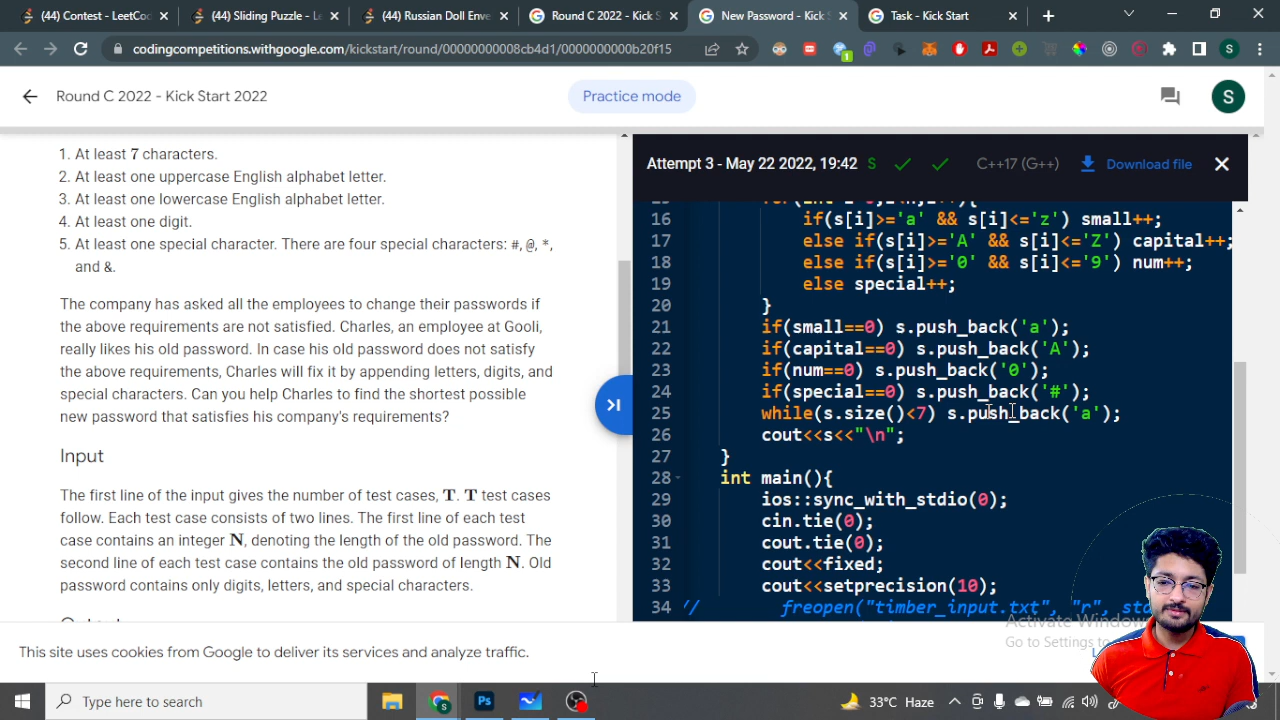 (44) Contest - LeetCod
(44) Sliding Puzzle - Le
(44) Russian Doll Enve
Round C 2022 - Kick S
New Password - Kick S
Task - Kick Start
codingcompetitions.withgoogle.com/kickstart/round/00000000008cb4d1/0000000000b20f15
1
S
Round C 2022 - Kick Start 2022
Practice mode
S
1. At least 7 characters.
2. At least one uppercase English alphabet letter.
3. At least one lowercase English alphabet letter.
4. At least one digit.
5. At least one special character. There are four special characters: #, @, *,
and &.
The company has asked all the employees to change their passwords if
the above requirements are not satisfied. Charles, an employee at Gooli,
really likes his old password. In case his old password does not satisfy
the above requirements, Charles will fix it by appending letters, digits, and
special characters. Can you help Charles to find the shortest possible
new password that satisfies his company's requirements?
Input
The first line of the input gives the number of test cases, T. T test cases
follow. Each test case consists of two lines. The first line of each test
case contains an integer N, denoting the length of the old password. The
second line of each test case contains the old password of length N. Old
password contains only digits, letters, and special characters.
Attempt 3 - May 22 2022, 19:42 S C++17 (G++) Download file
16 if(s[i]>='a' && s[i]<='z') small++;
17 else if(s[i]>='A' && s[i]<='Z') capital++;
18 else if(s[i]>='0' && s[i]<='9') num++;
19 else special++;
20 }
21 if(small==0) s.push_back('a');
22 if(capital==0) s.push_back('A');
23 if(num==0) s.push_back('0');
24 if(special==0) s.push_back('#');
25 while(s.size()<7) s.push_back('a');
26 cout<<s<<"\n";
27 }
28 int main(){
29 ios::sync_with_stdio(0);
30 cin.tie(0);
31 cout.tie(0);
32 cout<<fixed;
33 cout<<setprecision(10);
34 // freopen("timber_input.txt", "r", std
Activate Windows
Go to Settings to
This site uses cookies from Google to deliver its services and analyze traffic.
Type here to search
Ps
33°C Haze